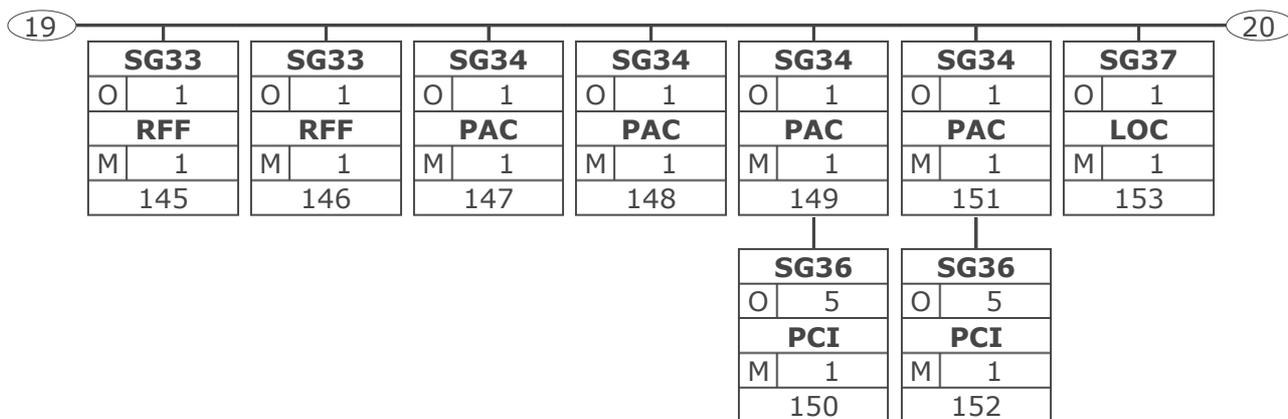 19 20
SG33 SG33 SG34 SG34 SG34 SG34 SG37
O 1 O 1 O 1 O 1 O 1 O 1 O 1
RFF RFF PAC PAC PAC PAC LOC
M 1 M 1 M 1 M 1 M 1 M 1 M 1
145 146 147 148 149 151 153
SG36 SG36
O 5 O 5
PCI PCI
M 1 M 1
150 152